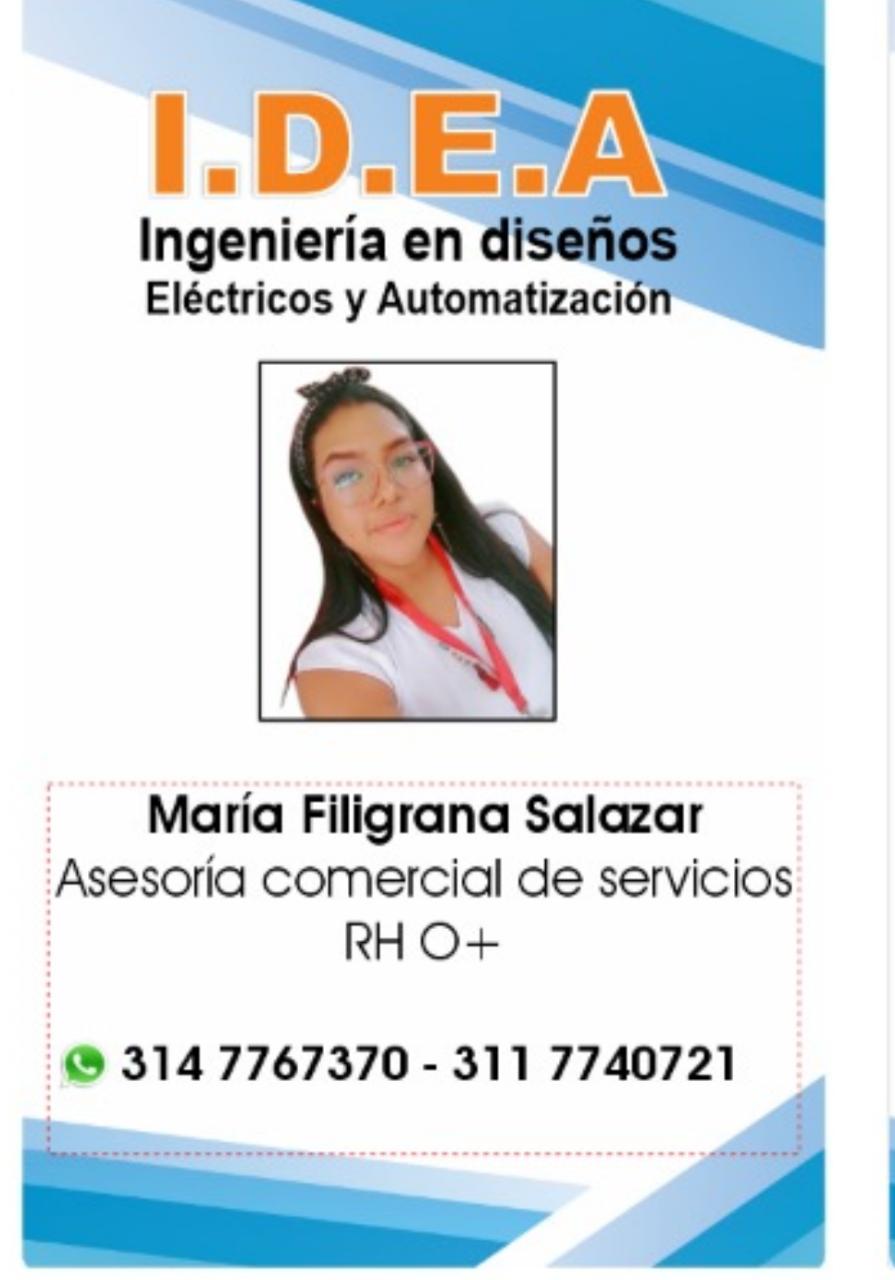 I.D.E.A
Ingeniería en diseños
Eléctricos y Automatización
María Filigrana Salazar
Asesoría comercial de servicios
RH O+
314 7767370 - 311 7740721